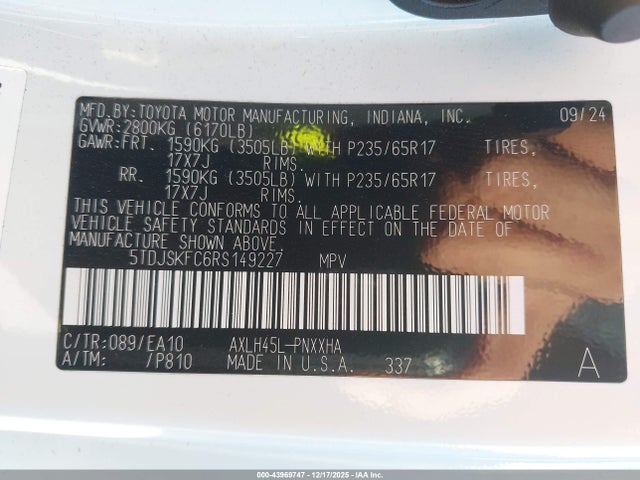 MFD.BY:TOYOTA MOTOR MANUFACTURING, INDIANA, INC. 09/24
GVWR:2800KG (6170LB)
GAWR:FRT. 1590KG (3505LB) WITH P235/65R17 TIRES,
17X7J RIMS.
RR. 1590KG (3505LB) WITH P235/65R17 TIRES,
17X7J RIMS.
THIS VEHICLE CONFORMS TO ALL APPLICABLE FEDERAL MOTOR
VEHICLE SAFETY STANDARDS IN EFFECT ON THE DATE OF
MANUFACTURE SHOWN ABOVE.
5TDJSKFC6RS149227 MPV
C/TR:089/EA10 AXLH45L-PNXXHA
A/TM: /P810 MADE IN U.S.A. 337 A
000-43969747 - 12/17/2025 - IAA Inc.